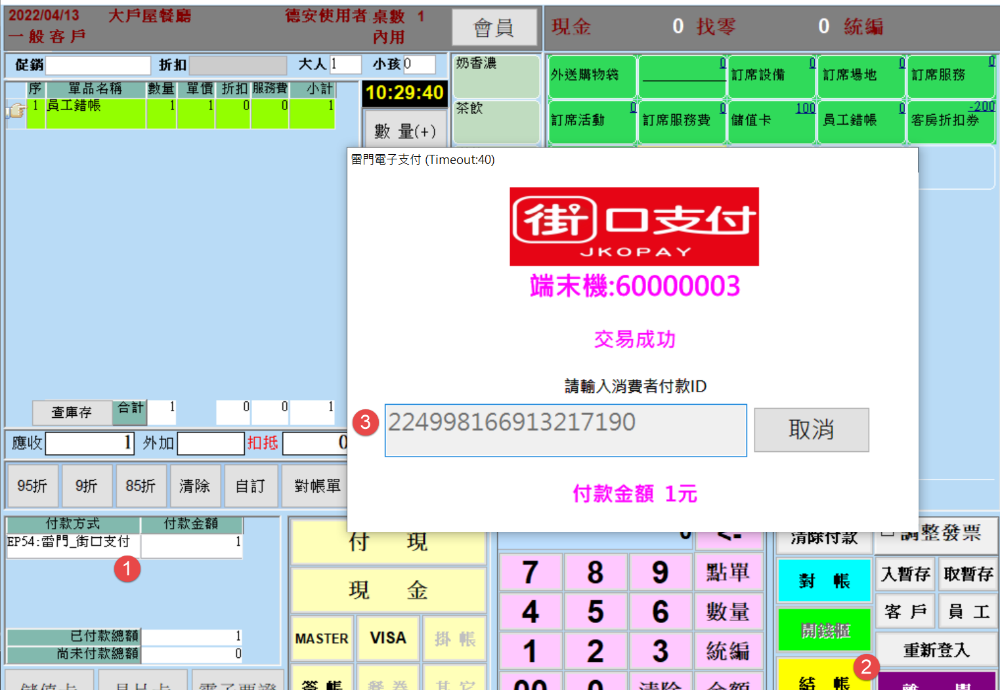 2022/04/13 大戶屋餐廳 德安使用者 桌數 1
一般客戶 內用
會員
現金 0 找零 0 統編
促銷 折扣 大人 1 小孩 0
序 單品名稱 數量 單價 折扣 服務費 小計
1 員工錯帳 1 1 0 0 1
10:29:40
數 量(+)
奶香濃
茶飲
外送購物袋
0
訂席設備 0
訂席場地 0
訂席服務 0
訂席活動 0
訂席服務費 0
儲值卡 100
員工錯帳
客房折扣券 -200
雷門電子支付 (Timeout:40)
街口支付
JKOPAY
端末機:60000003
交易成功
請輸入消費者付款ID
3
224998166913217190
取消
付款金額 1元
查庫存 合計 1 0 0 1
應收 1 外加 扣抵 0
95折 9折 85折 清除 自訂 對帳單
付款方式 付款金額
EP54:雷門_街口支付 1
1
已付款總額 1
尚未付款總額 0
儲值卡
電子票證
付 現
現 金
MASTER VISA 掛 帳
簽 帳 餐 券 其 它
0 <-
7 8 9 點單
4 5 6 數量
1 2 3 統編
00 0 清除 金額
清除付款 調整發票
對 帳 入暫存 取暫存
開錢櫃 客 戶 員 工
重新登入
2
結 帳 離 開